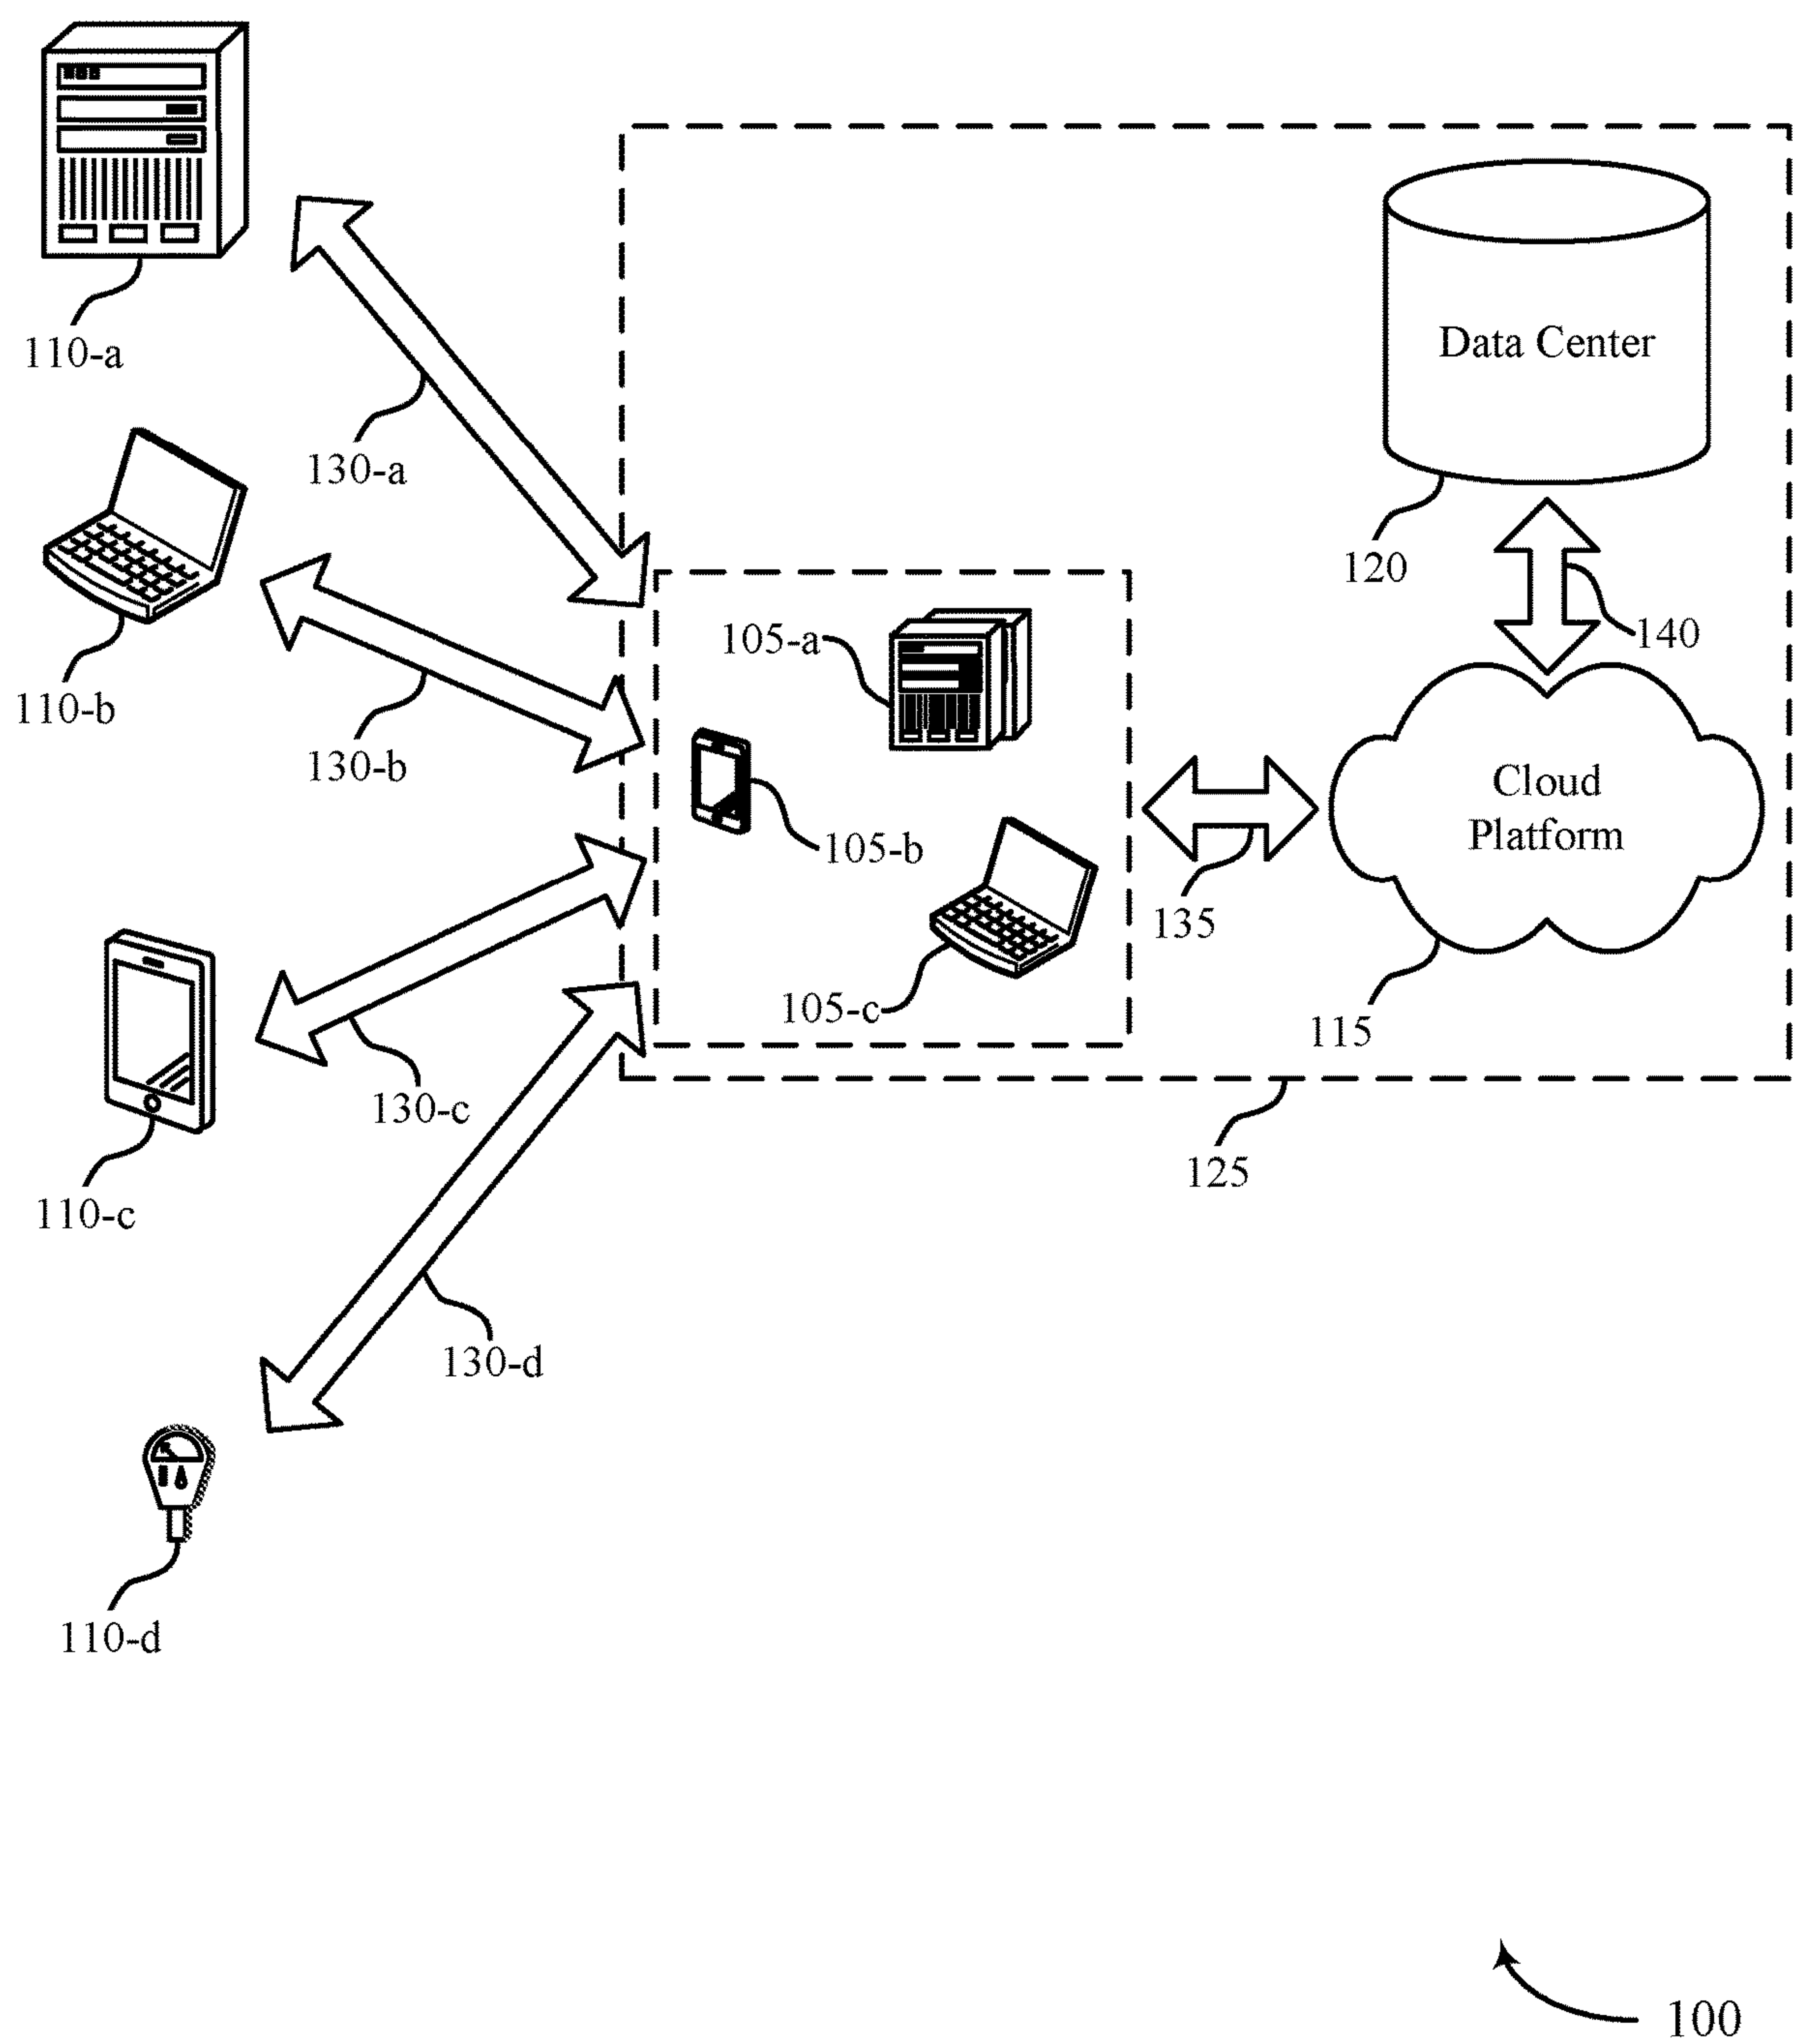 110-a
130-a
Data Center
120
110-b
130-b
105-a
140
105-b
Cloud
Platform
135
105-c
115
130-c
125
110-c
130-d
110-d
100